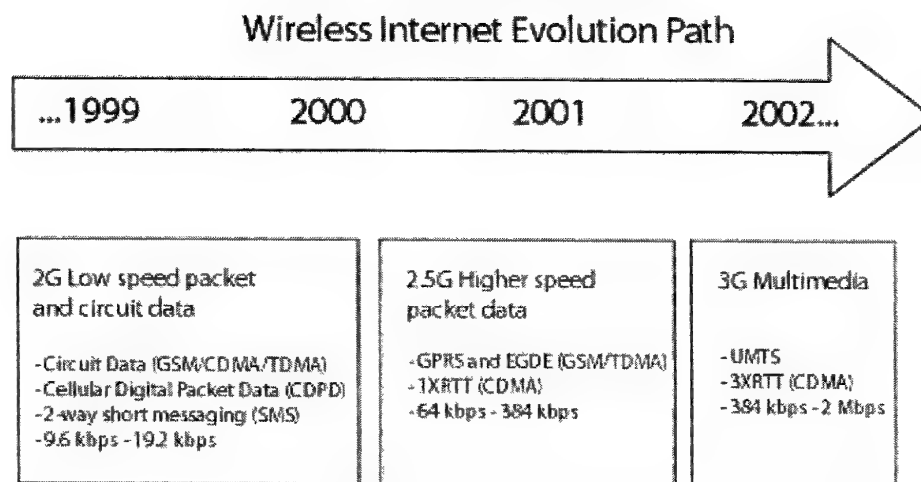 Wireless Internet Evolution Path
...1999 2000 2001 2002...
2G Low speed packet
and circuit data
-Circuit Data (GSM/CDMA/TDMA)
-Cellular Digital Packet Data (CDPD)
-2-way short messaging (SMS)
-9.6 kbps -19.2 kbps
2.5G Higher speed
packet data
-GPRS and EGDE (GSM/TDMA)
-1XRTT (CDMA)
-64 kbps - 384 kbps
3G Multimedia
-UMTS
-3XRTT (CDMA)
-384 kbps - 2 Mbps